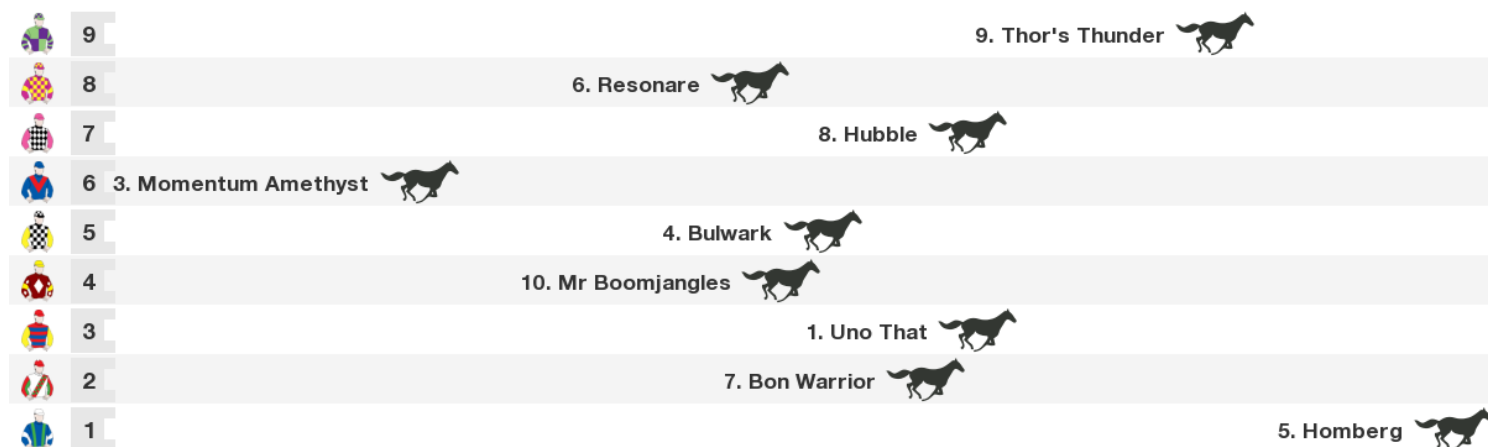 9 9. Thor's Thunder
8 6. Resonare
7 8. Hubble
6 3. Momentum Amethyst
5 4. Bulwark
4 10. Mr Boomjangles
3 1. Uno That
2 7. Bon Warrior
1 5. Homberg